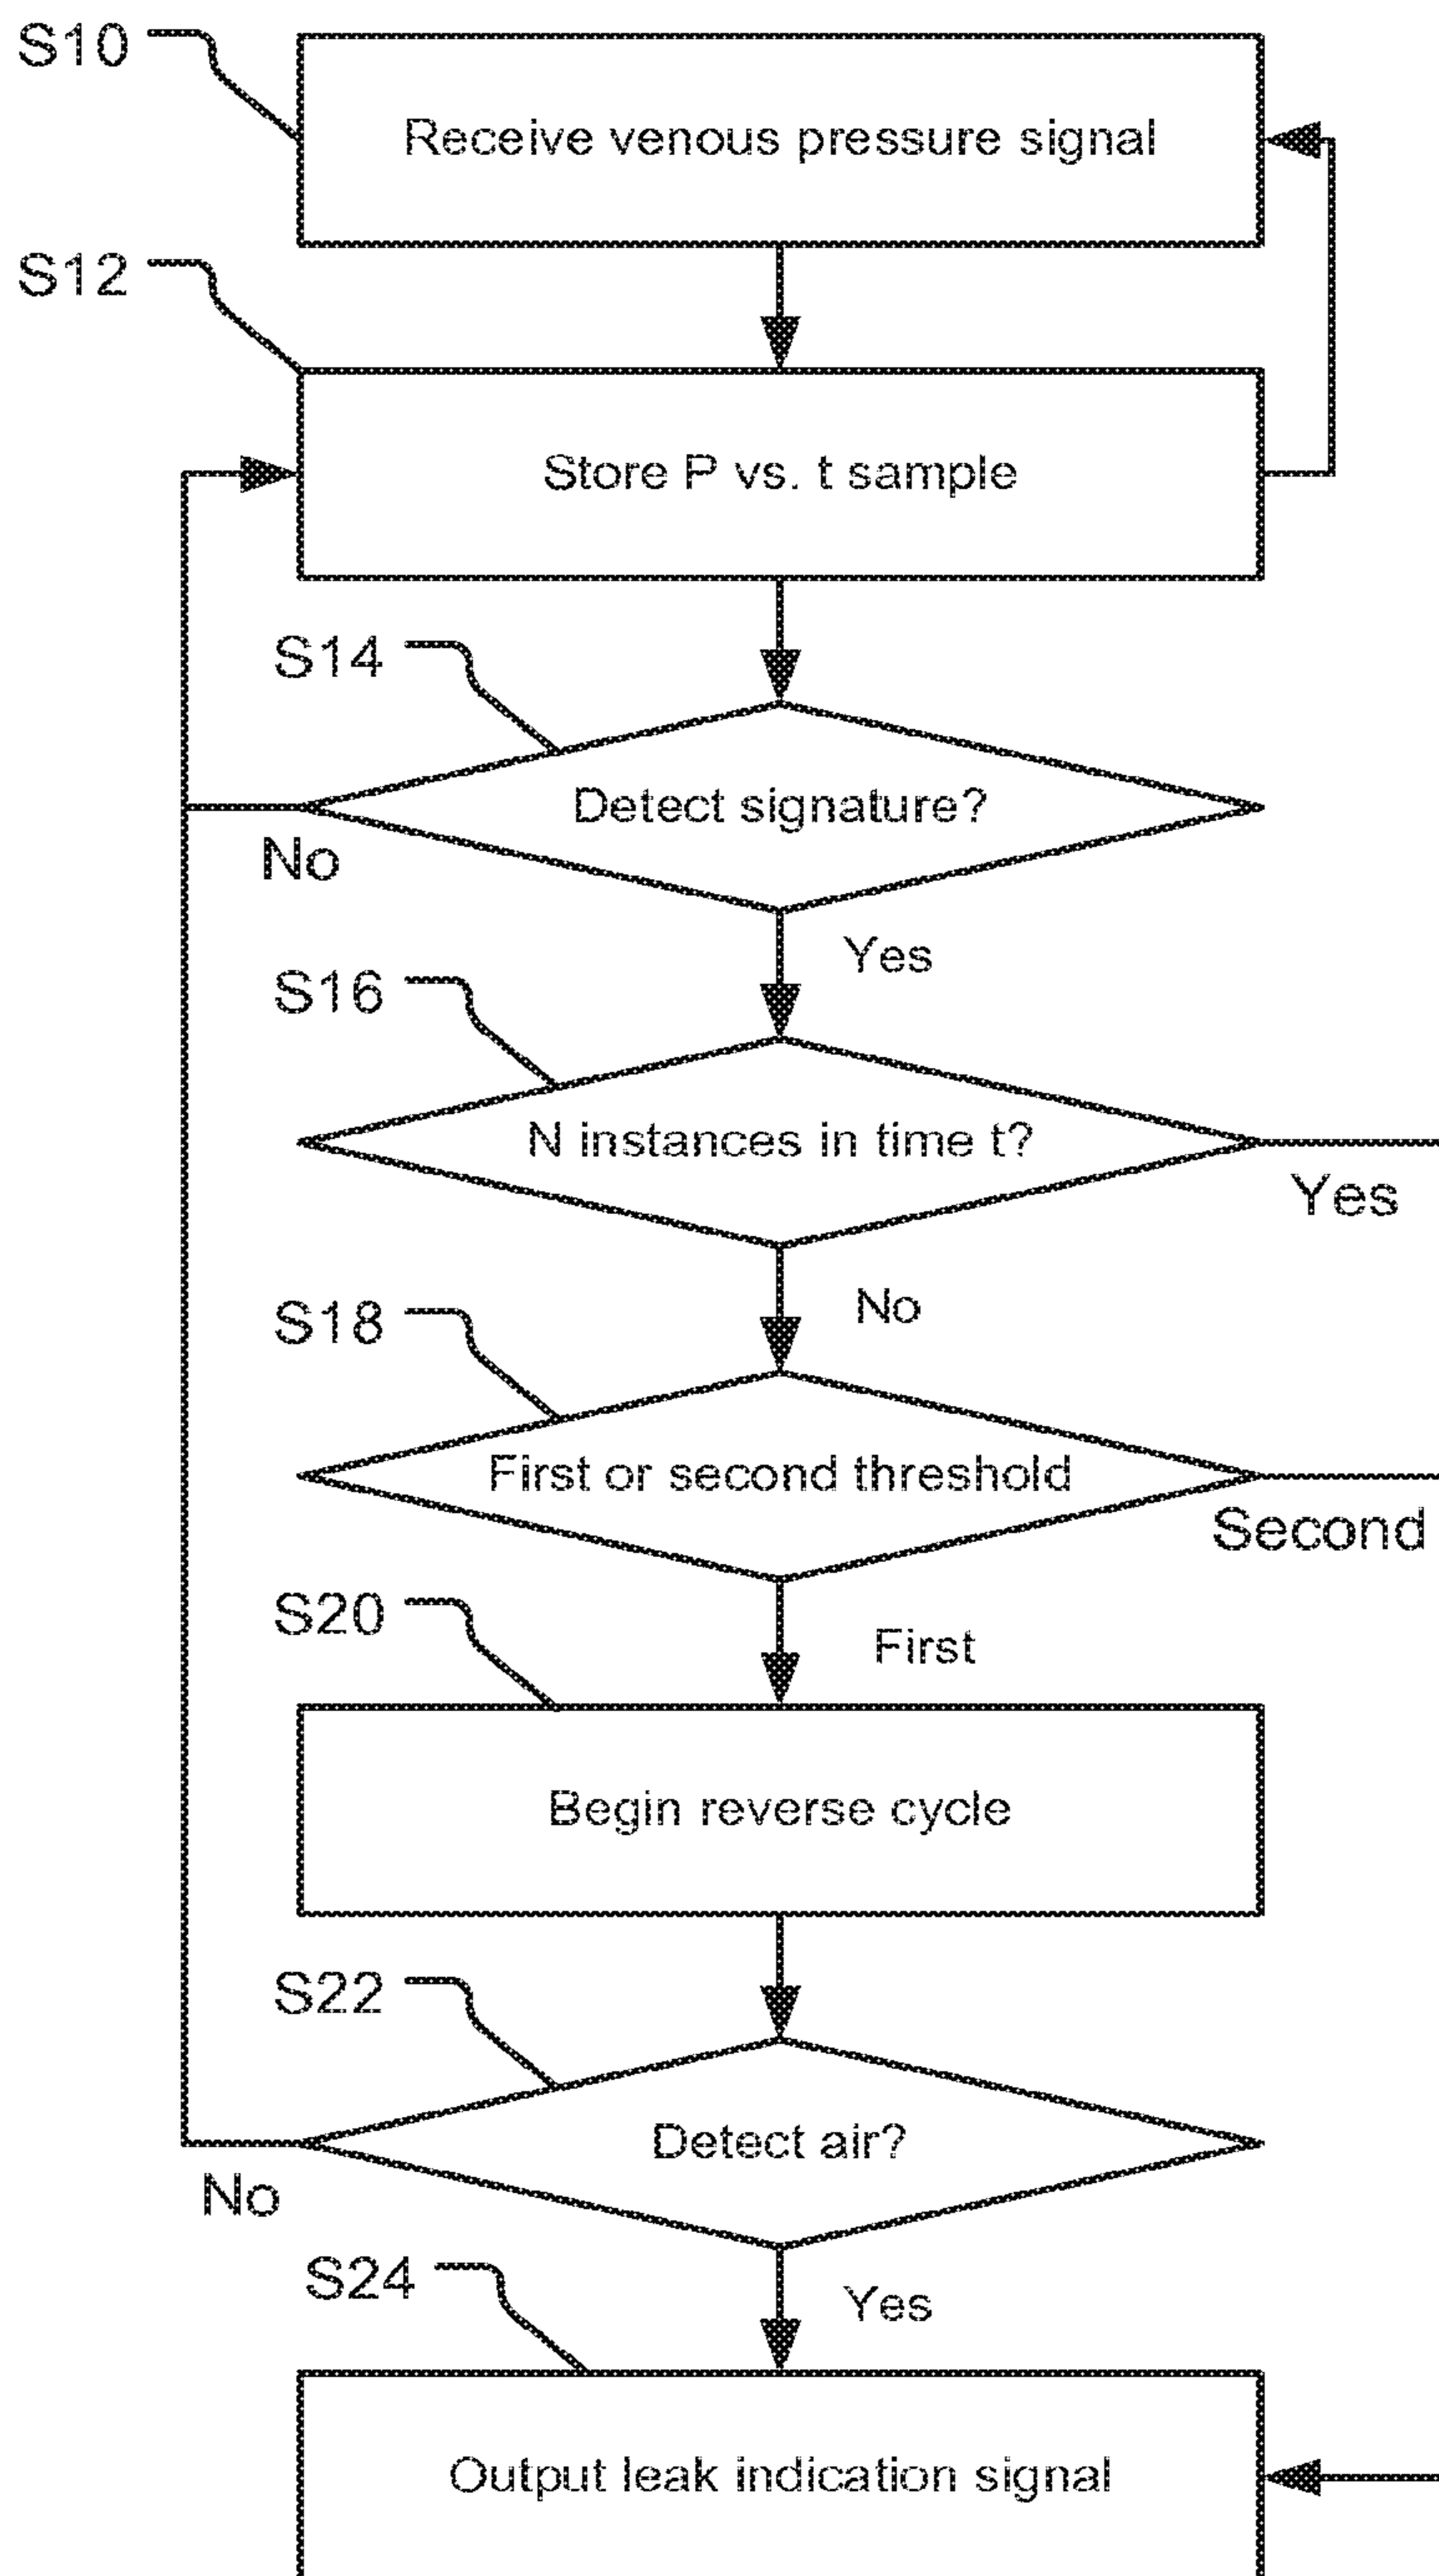 S10
Receive venous pressure signal
S12
Store P vs. t sample
S14
Detect signature?
No
Yes
S16
N instances in time t?
Yes
No
S18
First or second threshold
Second
First
S20
Begin reverse cycle
S22
Detect air?
No
Yes
S24
Output leak indication signal